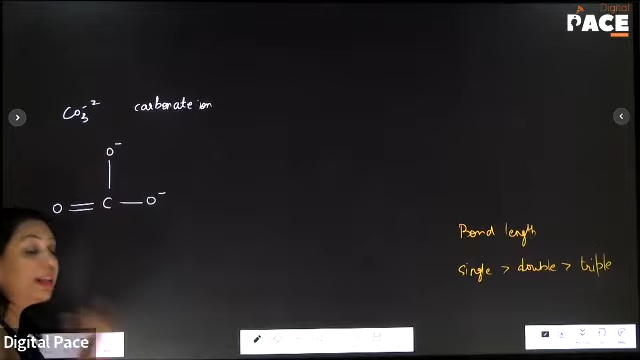 Digital
PACE
Co₃⁻² carbonate ion
O⁻
O = C — O⁻
Bond length
single > double > triple
Digital Pace